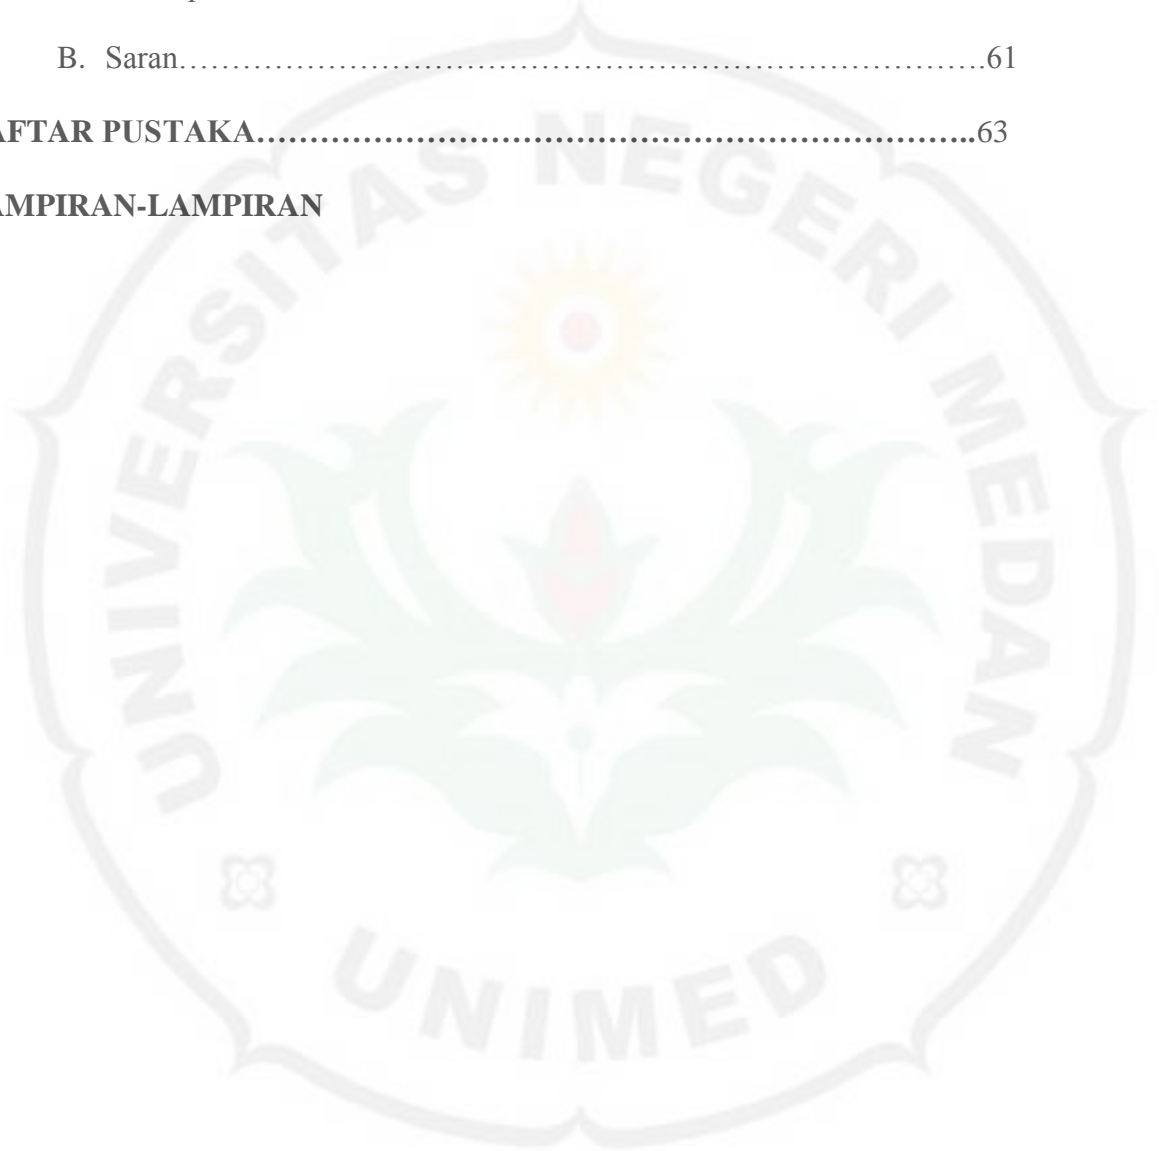 B. Saran……………………………………………………………………61
AFTAR PUSTAKA……………………………………………………………..63
AMPIRAN-LAMPIRAN
UNIVERSITAS NEGERI MEDAN
UNIMED